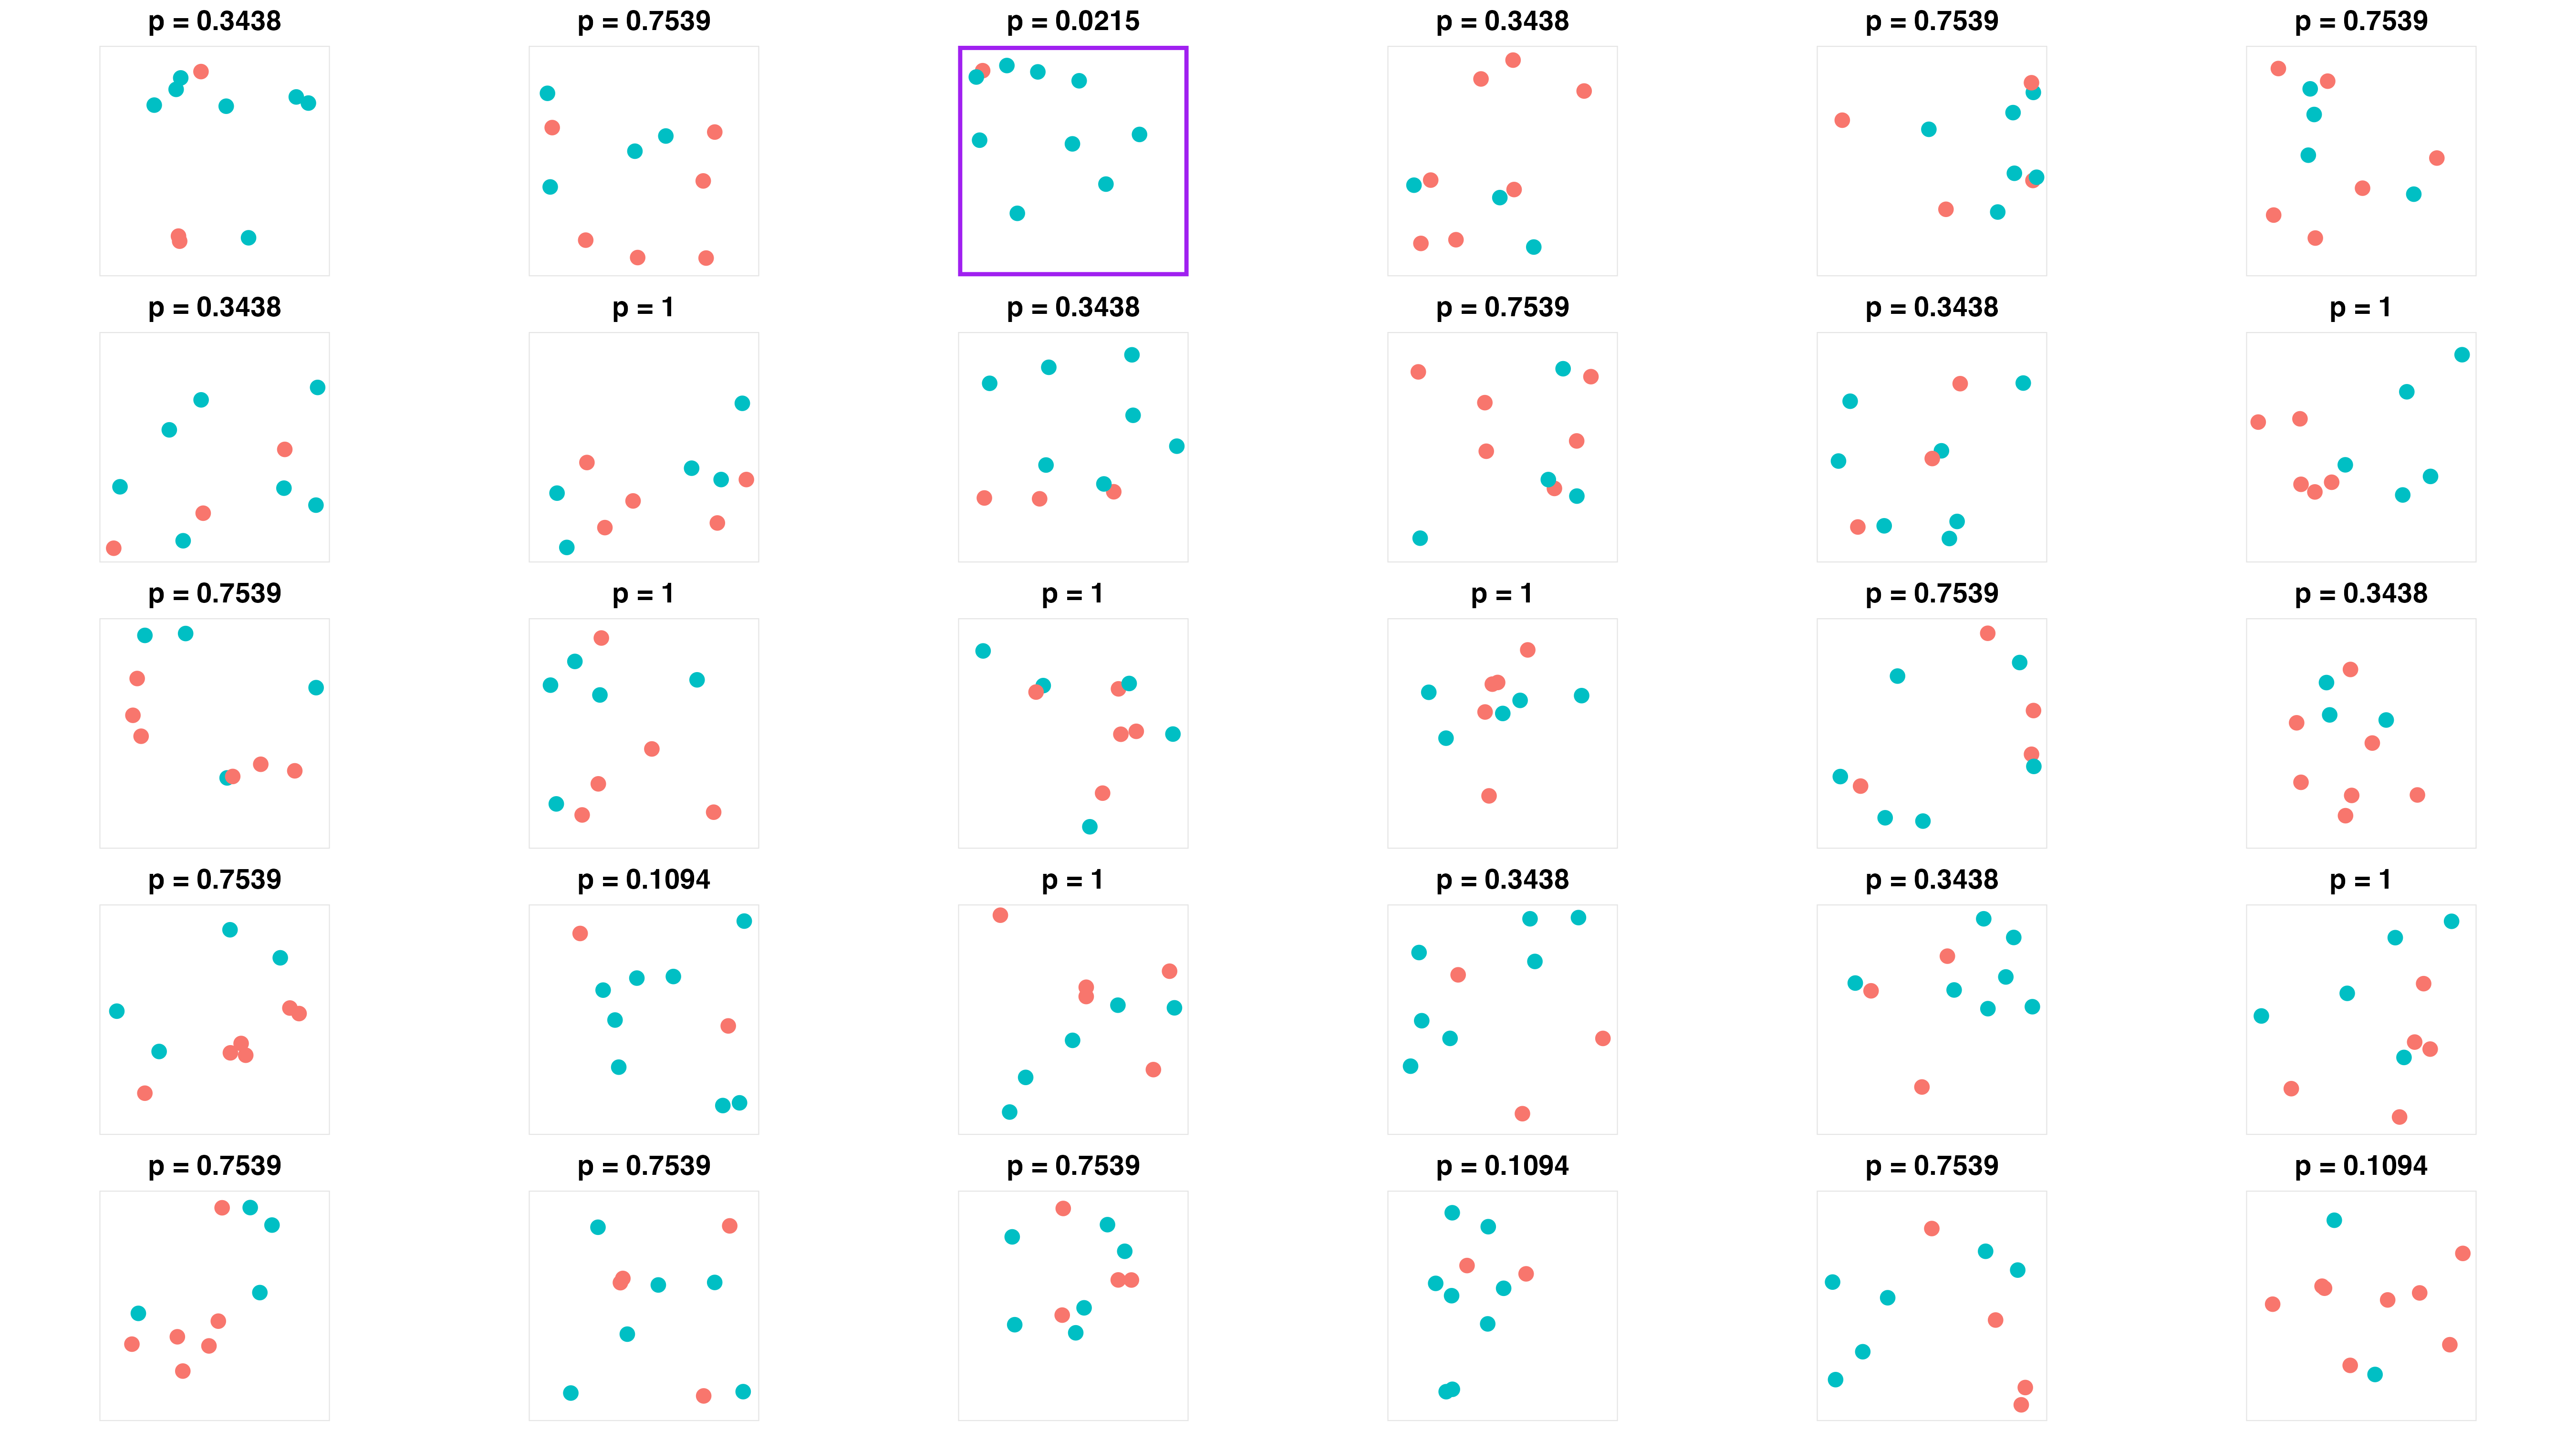 p = 0.3438 p = 0.7539 p = 0.0215 p = 0.3438 p = 0.7539 p = 0.7539
p = 0.3438 p = 1 p = 0.3438 p = 0.7539 p = 0.3438 p = 1
p = 0.7539 p = 1 p = 1 p = 1 p = 0.7539 p = 0.3438
p = 0.7539 p = 0.1094 p = 1 p = 0.3438 p = 0.3438 p = 1
p = 0.7539 p = 0.7539 p = 0.7539 p = 0.1094 p = 0.7539 p = 0.1094